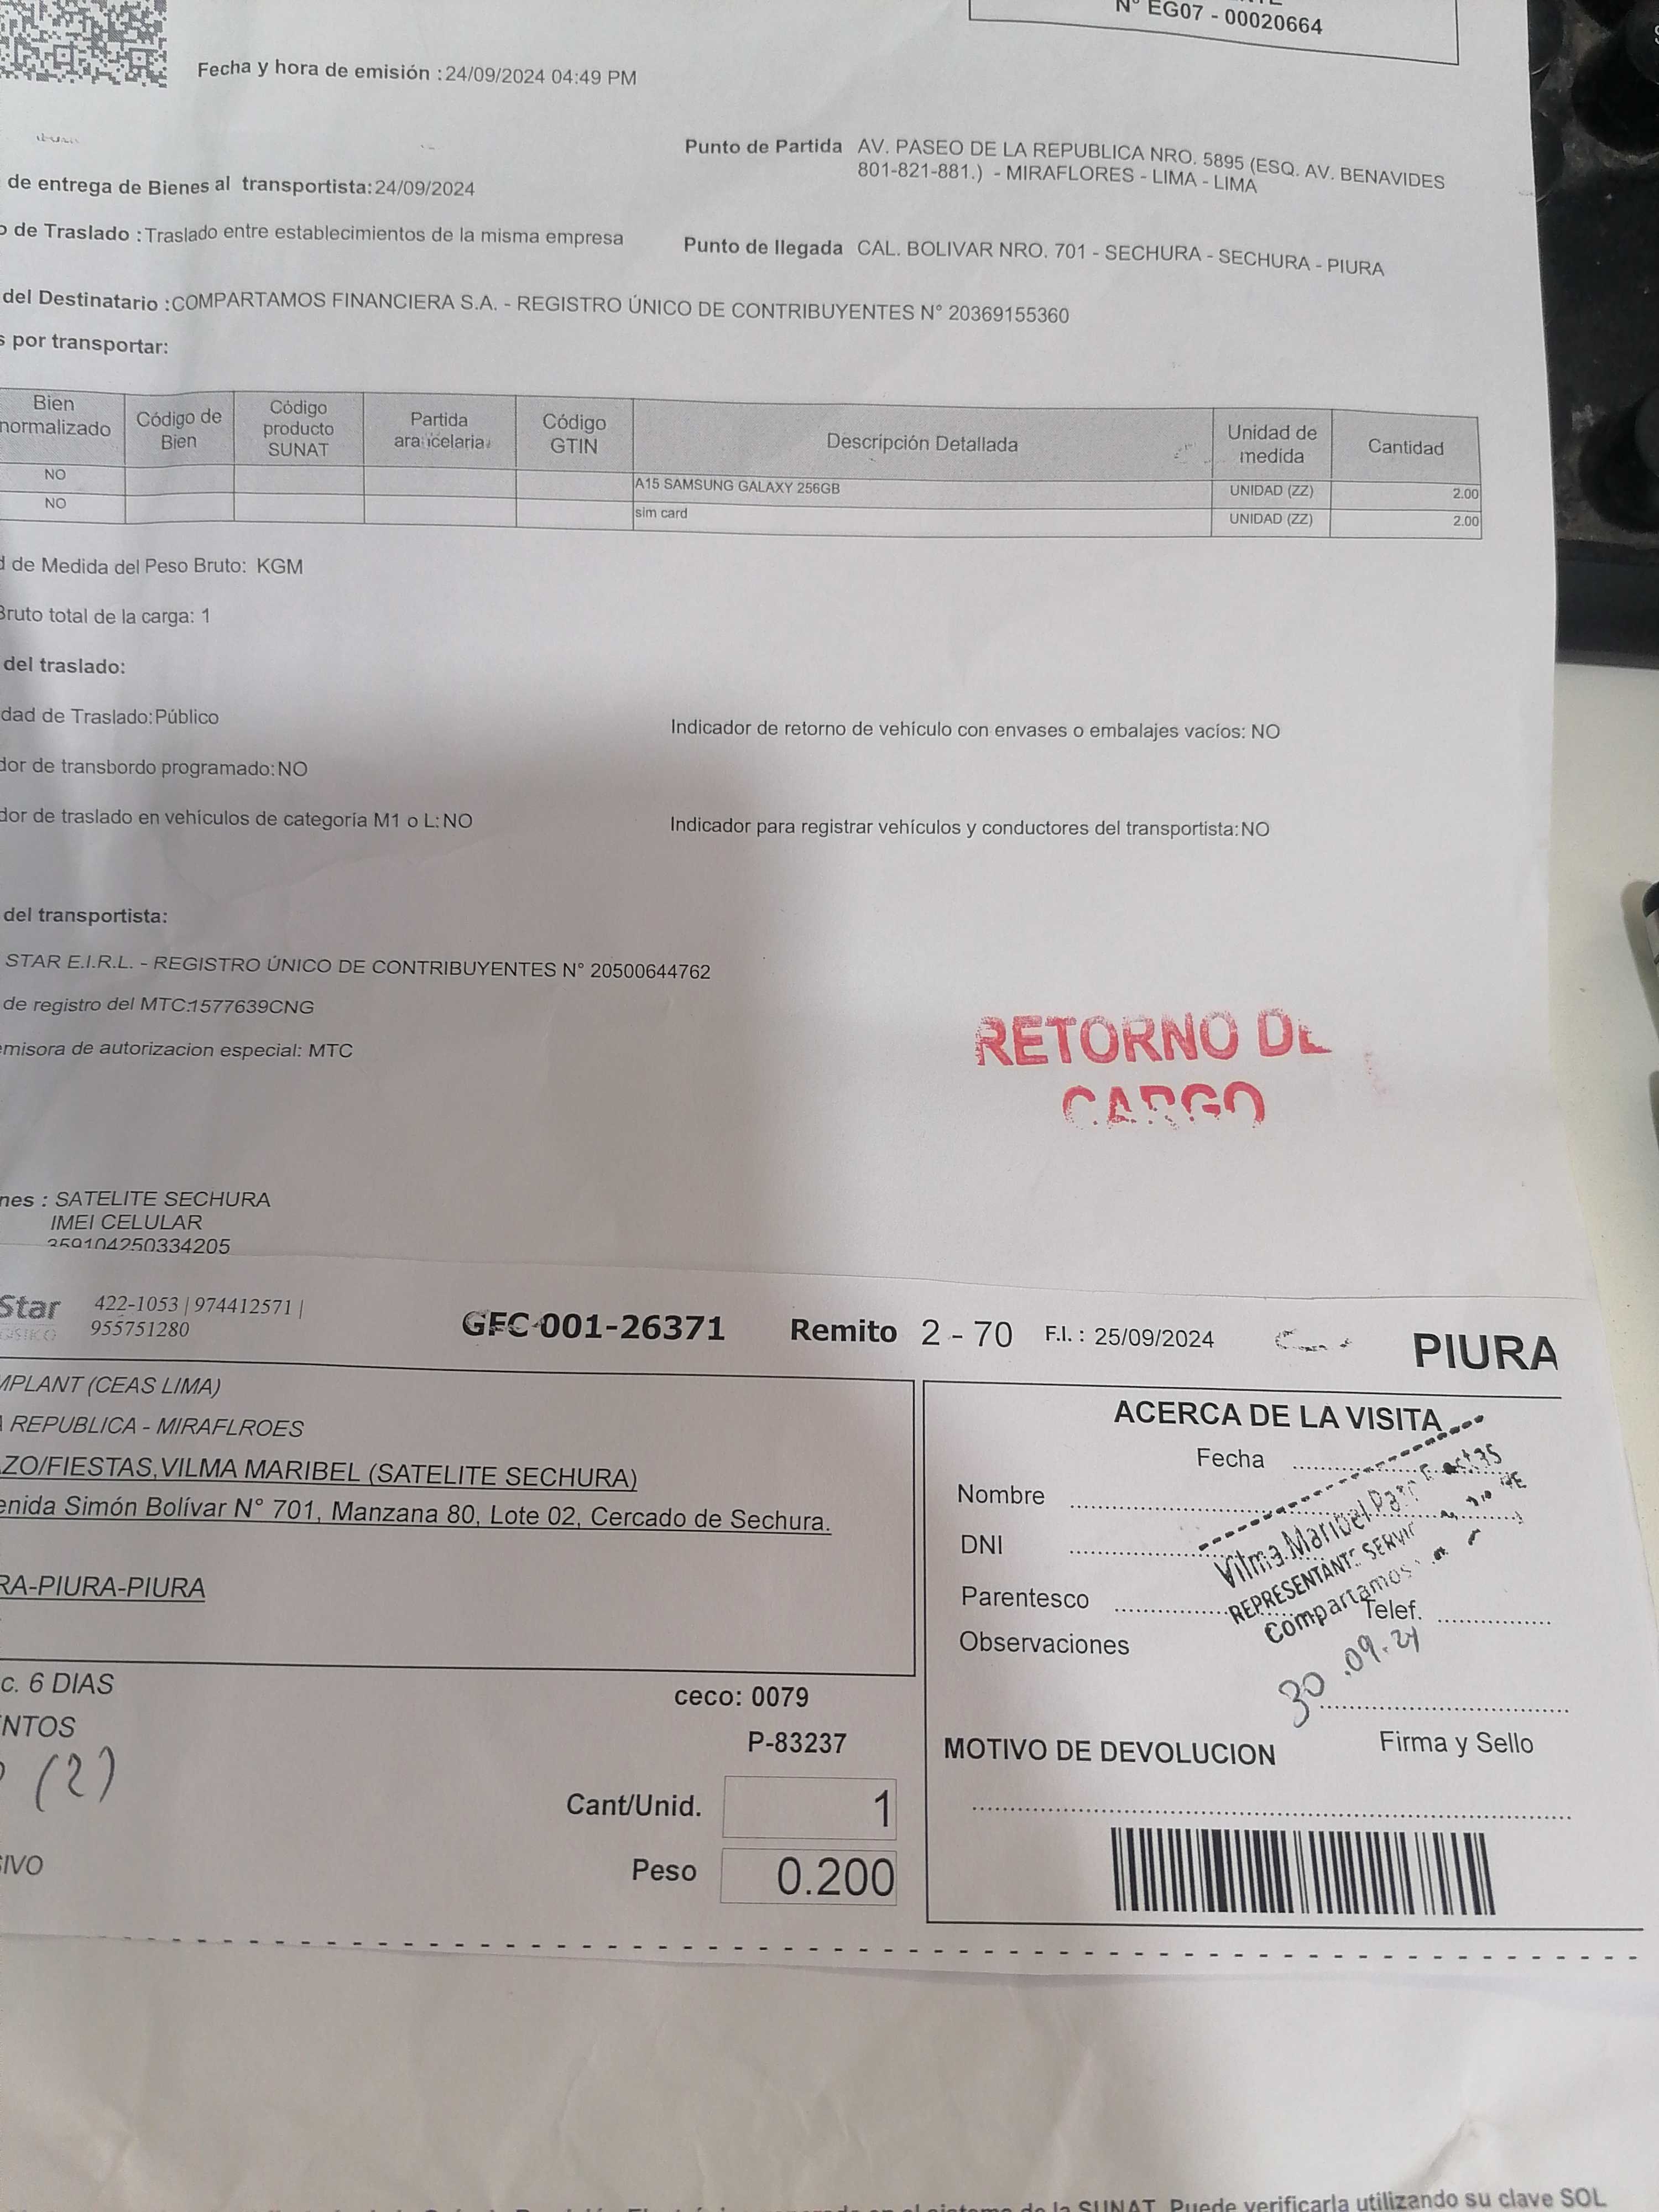 N° EG07 - 00020664
Fecha y hora de emisión :24/09/2024 04:49 PM
Punto de Partida AV. PASEO DE LA REPUBLICA NRO. 5895 (ESQ. AV. BENAVIDES
801-821-881.) - MIRAFLORES - LIMA - LIMA
de entrega de Bienes al transportista:24/09/2024
o de Traslado :Traslado entre establecimientos de la misma empresa
Punto de llegada CAL. BOLIVAR NRO. 701 - SECHURA - SECHURA - PIURA
del Destinatario :COMPARTAMOS FINANCIERA S.A. - REGISTRO ÚNICO DE CONTRIBUYENTES N° 20369155360
s por transportar:
Bien normalizado Código de Bien Código producto SUNAT Partida arancelaria Código GTIN Descripción Detallada Unidad de medida Cantidad
NO A15 SAMSUNG GALAXY 256GB UNIDAD (ZZ) 2.00
NO sim card UNIDAD (ZZ) 2.00
d de Medida del Peso Bruto: KGM
Bruto total de la carga: 1
del traslado:
dad de Traslado:Público
Indicador de retorno de vehículo con envases o embalajes vacíos: NO
dor de transbordo programado:NO
dor de traslado en vehículos de categoría M1 o L:NO
Indicador para registrar vehículos y conductores del transportista:NO
del transportista:
STAR E.I.R.L. - REGISTRO ÚNICO DE CONTRIBUYENTES N° 20500644762
de registro del MTC:1577639CNG
emisora de autorizacion especial: MTC
RETORNO DE
CARGO
nes : SATELITE SECHURA
IMEI CELULAR
359104250334205
Star 422-1053 | 974412571 |
955751280
GFC 001-26371 Remito 2 - 70 F.I. : 25/09/2024 PIURA
MPLANT (CEAS LIMA)
A REPUBLICA - MIRAFLROES
ZO/FIESTAS,VILMA MARIBEL (SATELITE SECHURA)
enida Simón Bolívar N° 701, Manzana 80, Lote 02, Cercado de Sechura.
RA-PIURA-PIURA
c. 6 DIAS
NTOS
(2)
SIVO
ceco: 0079
P-83237
Cant/Unid. 1
Peso 0.200
ACERCA DE LA VISITA
Fecha
Nombre
DNI
Parentesco
Telef.
Observaciones
Vilma Maribel
REPRESENTANTE
Compartamos
30.09.24
Firma y Sello
MOTIVO DE DEVOLUCION
SUNAT. Puede verificarla utilizando su clave SOL